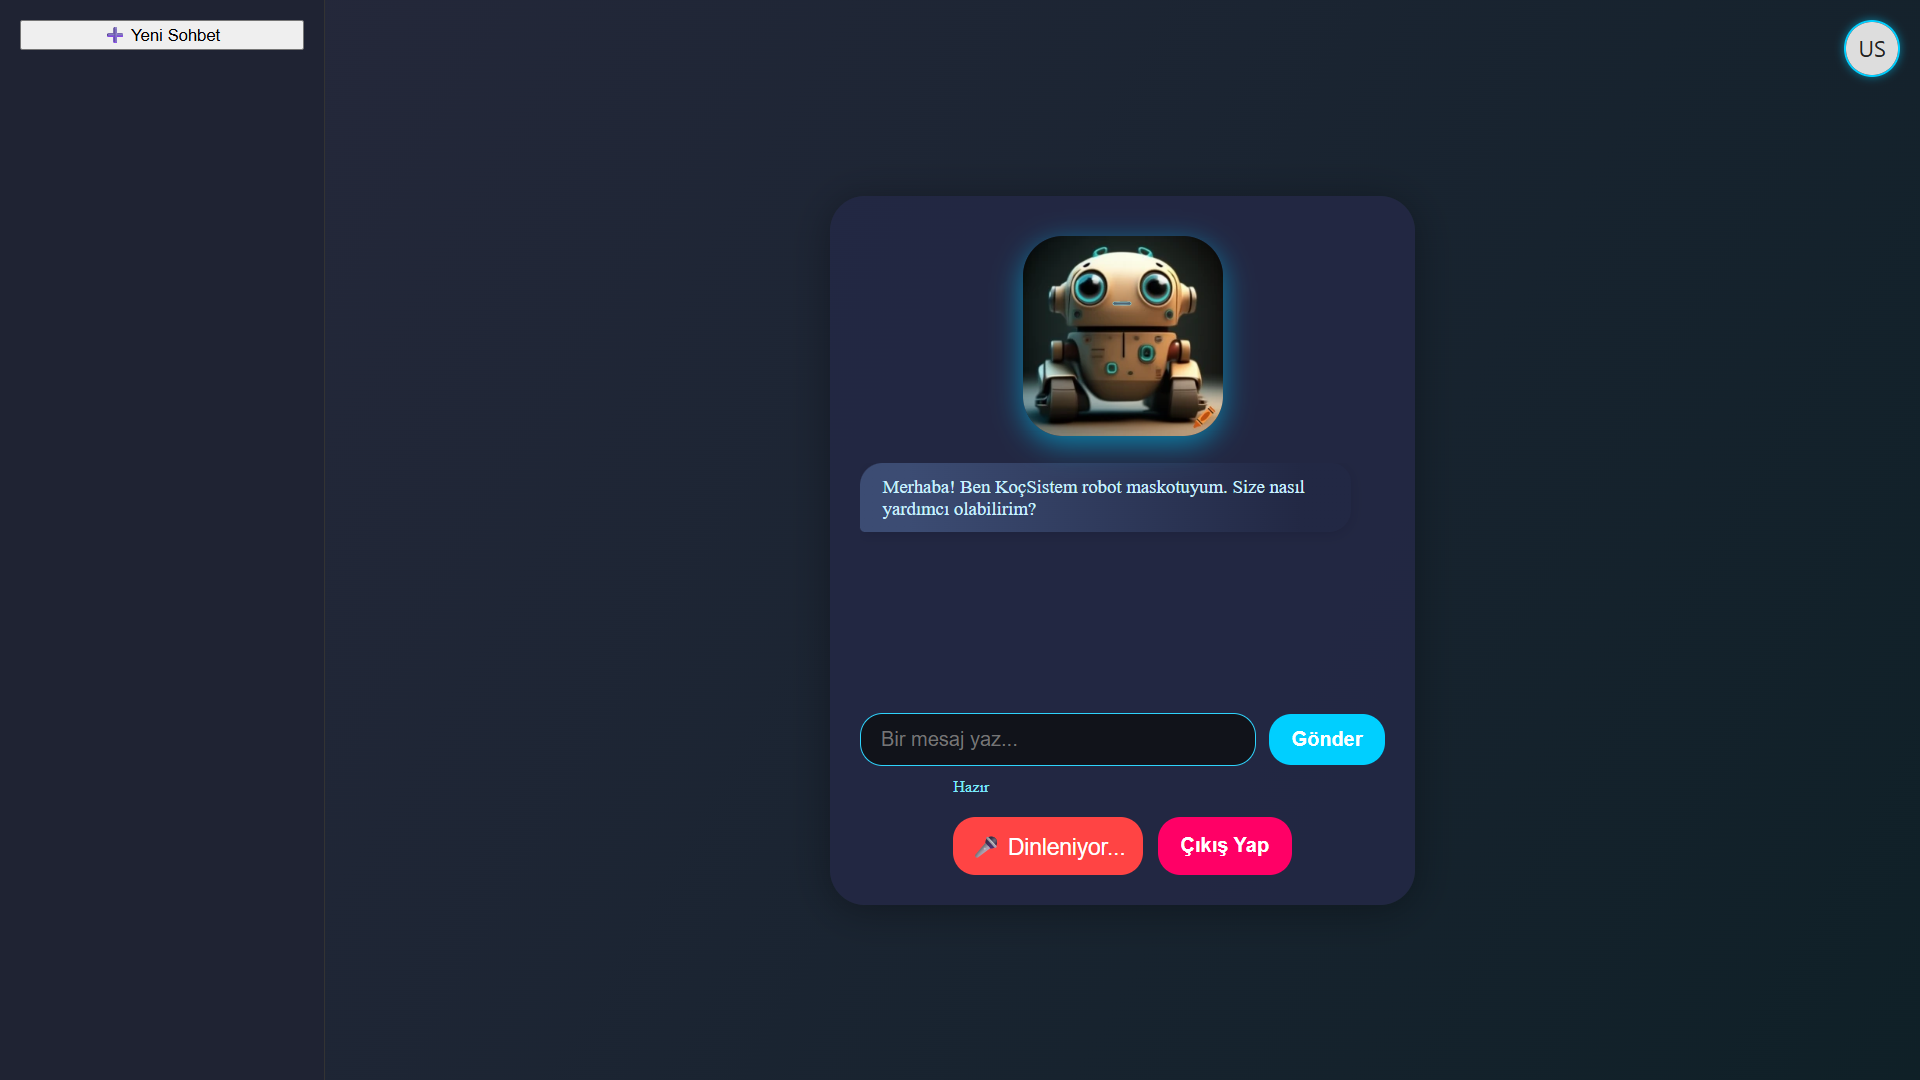 Yeni Sohbet
US
Merhaba! Ben KoçSistem robot maskotuyum. Size nasıl
yardımcı olabilirim?
Bir mesaj yaz...
Gönder
Hazır
Dinleniyor...
Çıkış Yap